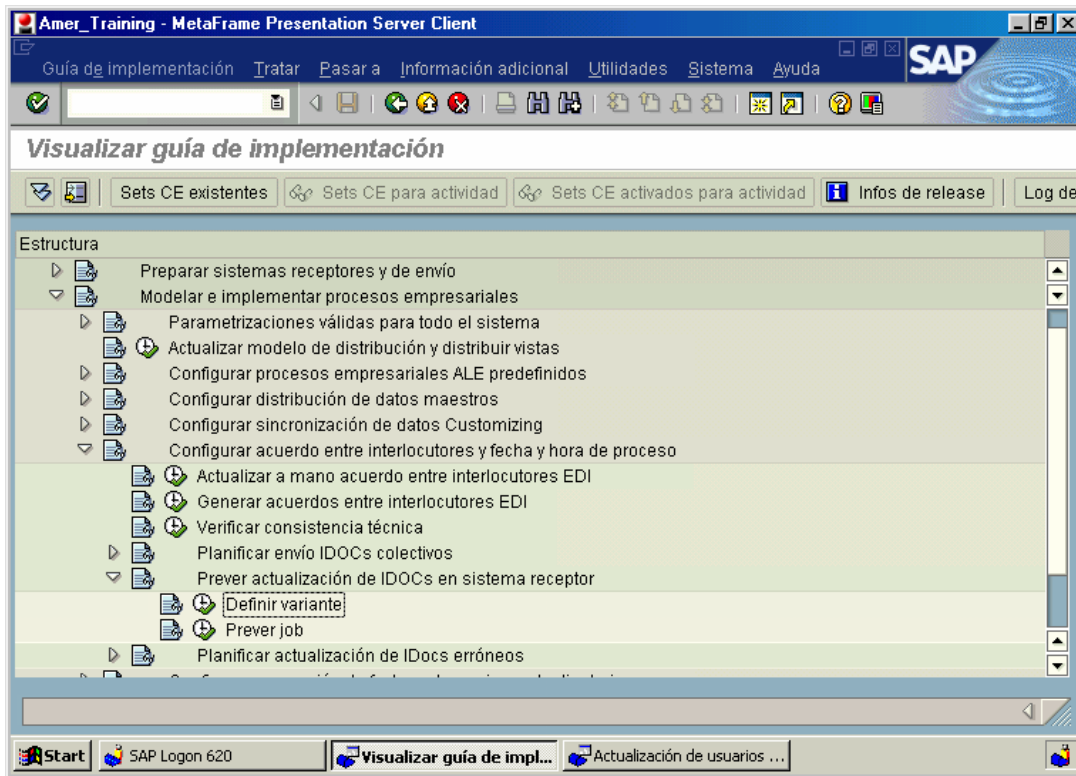 Amer_Training - MetaFrame Presentation Server Client
Guía de implementación Tratar Pasar a Información adicional Utilidades Sistema Ayuda
SAP
Visualizar guía de implementación
Sets CE existentes Sets CE para actividad Sets CE activados para actividad Infos de release Log de
Estructura
Preparar sistemas receptores y de envío
Modelar e implementar procesos empresariales
Parametrizaciones válidas para todo el sistema
Actualizar modelo de distribución y distribuir vistas
Configurar procesos empresariales ALE predefinidos
Configurar distribución de datos maestros
Configurar sincronización de datos Customizing
Configurar acuerdo entre interlocutores y fecha y hora de proceso
Actualizar a mano acuerdo entre interlocutores EDI
Generar acuerdos entre interlocutores EDI
Verificar consistencia técnica
Planificar envío IDOCs colectivos
Prever actualización de IDOCs en sistema receptor
Definir variante
Prever job
Planificar actualización de IDocs erróneos
Start SAP Logon 620 Visualizar guía de impl... Actualización de usuarios ...